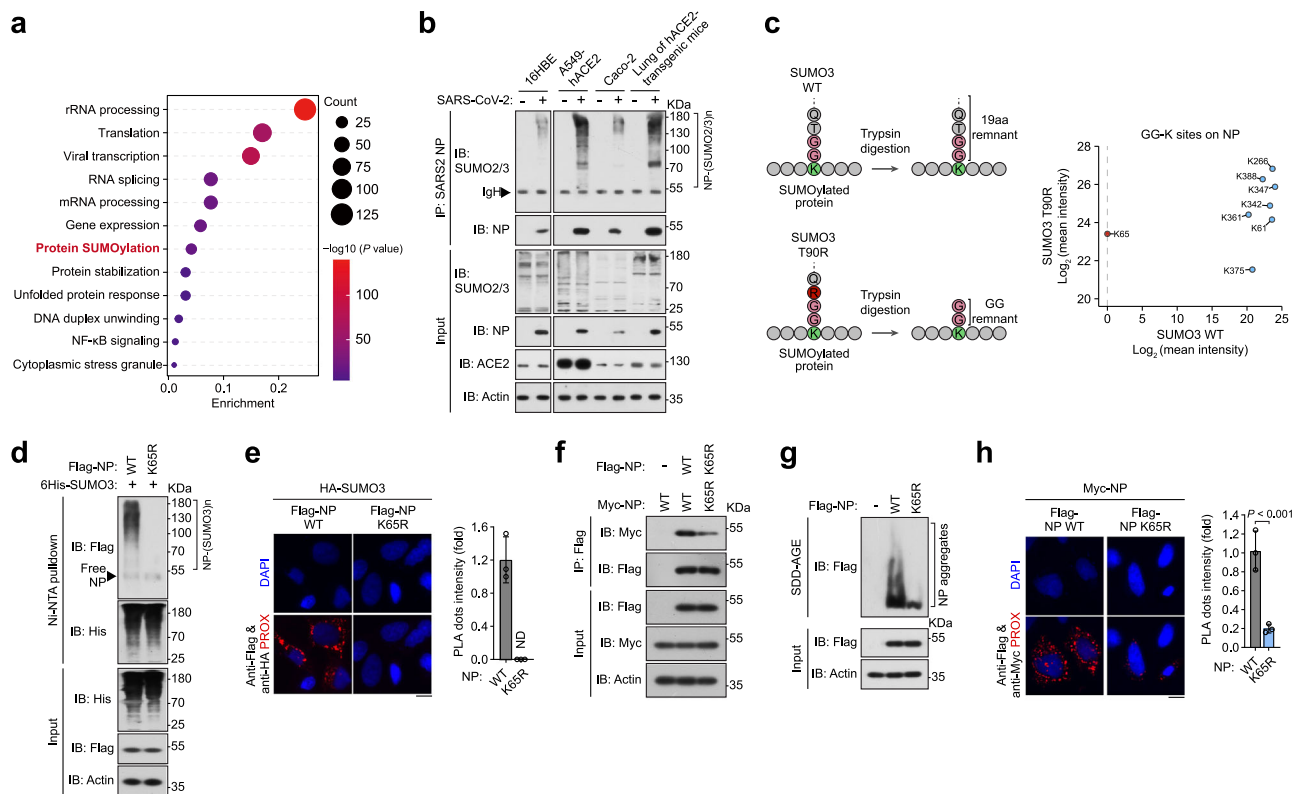 a
rRNA processing
Translation
Viral transcription
RNA splicing
mRNA processing
Gene expression
Protein SUMOylation
Protein stabilization
Unfolded protein response
DNA duplex unwinding
NF-κB signaling
Cytoplasmic stress granule
0.0 0.1 0.2
Enrichment
Count
25
50
75
100
125
−log10 (P value)
100
50
b
16HBE
A549-
hACE2
Caco-2
Lung of hACE2-
transgenic mice
SARS-CoV-2: - + - + - + - +
KDa
IP: SARS2 NP
IB:
SUMO2/3
180
130
100
70
55
NP-(SUMO2/3)n
IgH
IB: NP
55
Input
IB:
SUMO2/3
180
70
55
25
IB: NP
55
IB: ACE2
130
IB: Actin
35
c
SUMO3
WT
Q
T
G
G
K
SUMOylated
protein
Trypsin
digestion
Q
T
G
G
K
19aa
remnant
SUMO3
T90R
Q
R
G
G
K
SUMOylated
protein
Trypsin
digestion
G
G
K
GG
remnant
GG-K sites on NP
SUMO3 T90R
Log2 (mean intensity)
28
26
24
22
20
K266
K388
K347
K342
K361
K61
K65
K375
0 5 10 15 20 25
SUMO3 WT
Log2 (mean intensity)
d
Flag-NP: WT K65R
6His-SUMO3: + +
KDa
Ni-NTA pulldown
IB: Flag
180
130
100
70
55
NP-(SUMO3)n
Free
NP
IB: His
180
70
25
Input
IB: His
180
70
25
IB: Flag
55
IB: Actin
35
e
HA-SUMO3
Flag-NP
WT
Flag-NP
K65R
DAPI
Anti-Flag &
anti-HA PROX
PLA dots intensity (fold)
1.6
1.2
0.8
0.4
0.0
ND
NP: WT K65R
f
Flag-NP: - WT K65R
Myc-NP: WT WT K65R
KDa
IP: Flag
IB: Myc
55
IB: Flag
55
Input
IB: Flag
55
IB: Myc
55
IB: Actin
35
g
Flag-NP: - WT K65R
SDD-AGE
IB: Flag
NP aggregates
KDa
Input
IB: Flag
55
IB: Actin
35
h
Myc-NP
Flag-
NP WT
Flag-
NP K65R
DAPI
Anti-Flag &
anti-Myc PROX
PLA dots intensity (fold)
1.4
1.2
1.0
0.8
0.6
0.4
0.2
0.0
P < 0.001
NP: WT K65R